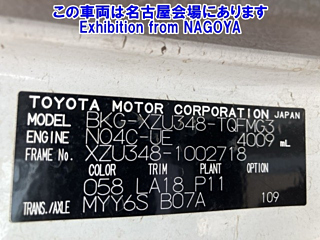 この車両は名古屋会場にあります
Exhibition from NAGOYA
TOYOTA MOTOR CORPORATION JAPAN
MODEL BKG-XZU348-TQFMG3
ENGINE N04C-UE 4009 mL
FRAME No. XZU348-1002718
COLOR TRIM PLANT
058 LA18 P11
TRANS./AXLE MYY6S B07A 109